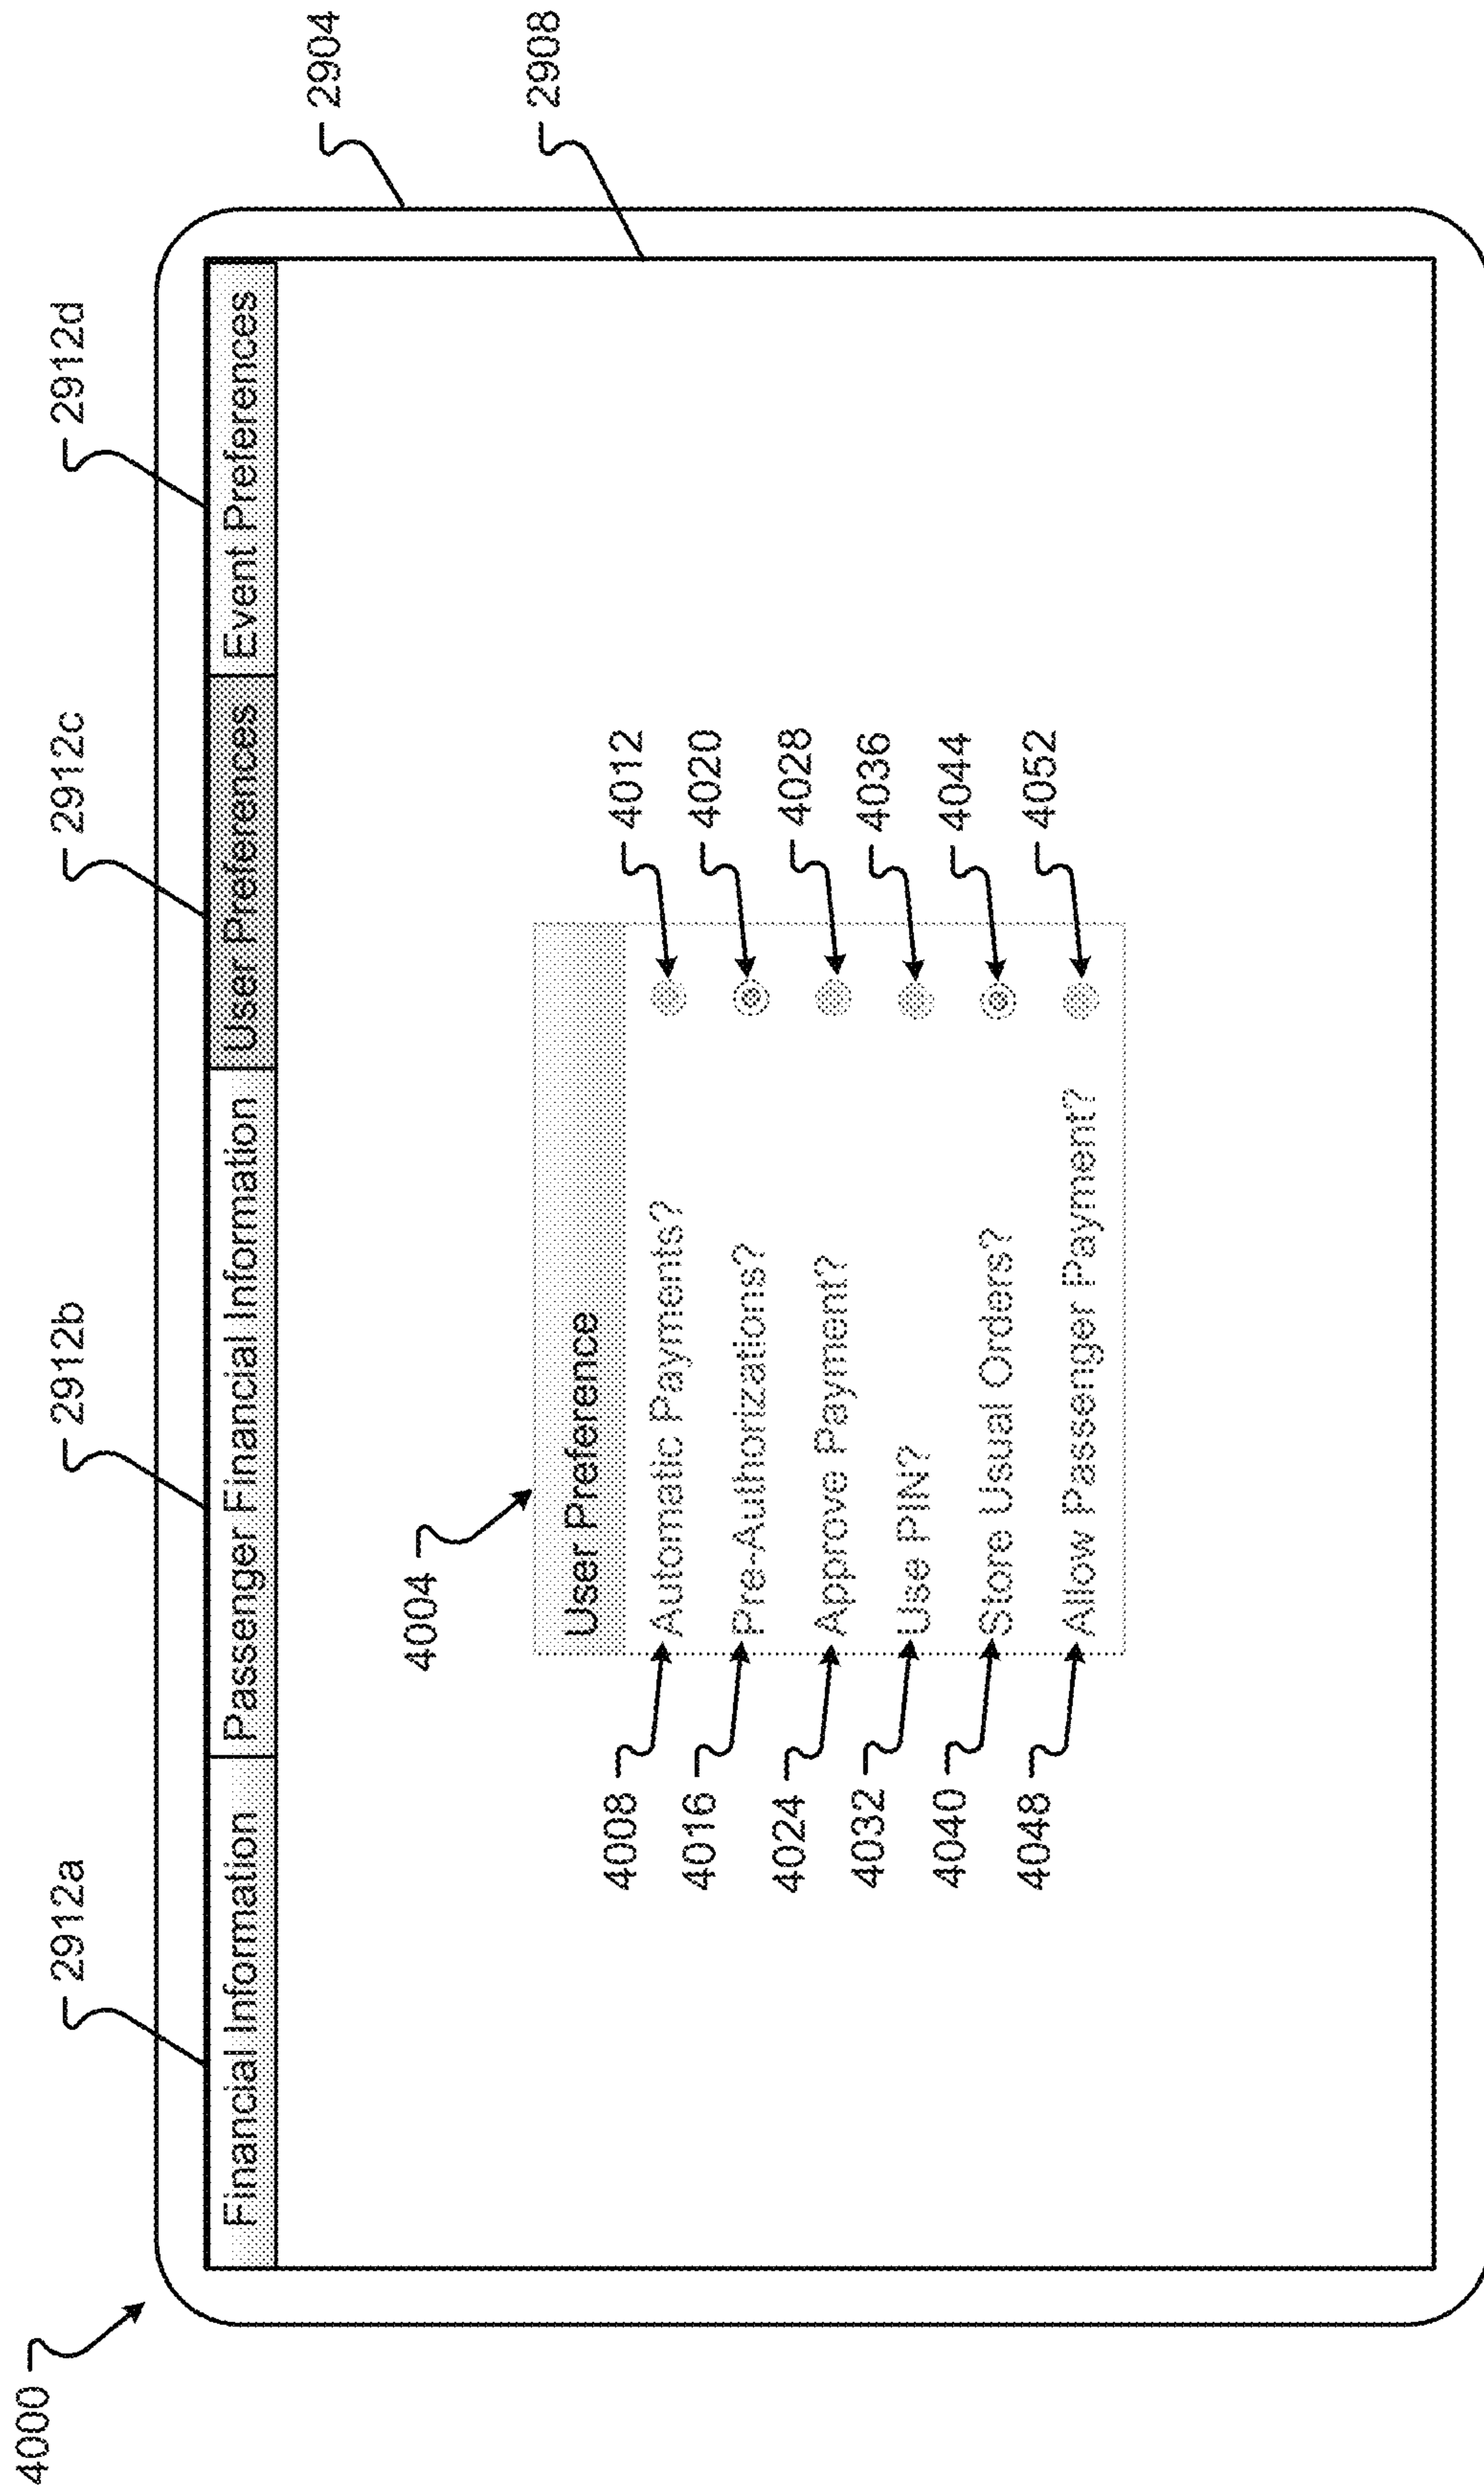 4000
2912a
2912b
2912c
2912d
2904
2908
Financial Information
Passenger Financial Information
User Preferences
Event Preferences
4004
User Preference
4008
Automatic Payments?
4012
4016
Pre-Authorizations?
4020
4024
Approve Payment?
4028
4032
Use PIN?
4036
4040
Store Usual Orders?
4044
4048
Allow Passenger Payment?
4052